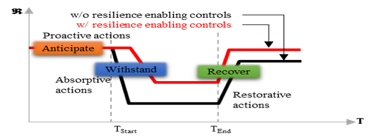 ℜ
w/o resilience enabling controls
w/ resilience enabling controls
Proactive actions
Anticipate
Withstand
Recover
Absorptive
actions
Restorative
actions
T
TStart
TEnd